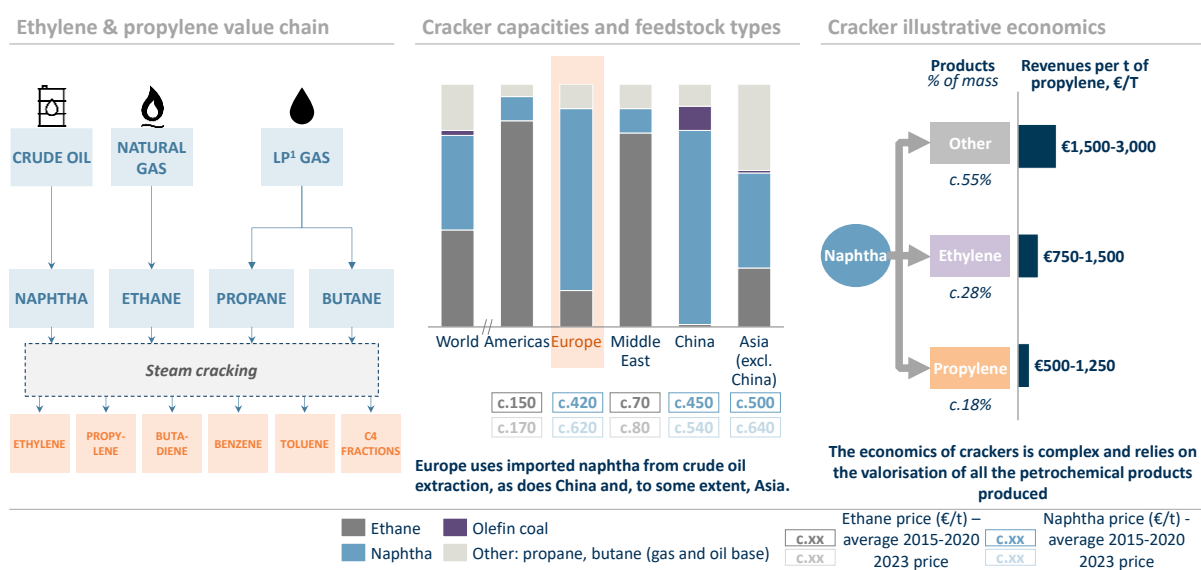 Ethylene & propylene value chain
CRUDE OIL
NATURAL
GAS
LP¹ GAS
NAPHTHA
ETHANE
PROPANE
BUTANE
Steam cracking
ETHYLENE
PROPY-
LENE
BUTA-
DIENE
BENZENE
TOLUENE
C4
FRACTIONS
Cracker capacities and feedstock types
World
Americas
Europe
Middle
East
China
Asia
(excl.
China)
c.150
c.420
c.70
c.450
c.500
c.170
c.620
c.80
c.540
c.640
Europe uses imported naphtha from crude oil
extraction, as does China and, to some extent, Asia.
Cracker illustrative economics
Products
% of mass
Revenues per t of
propylene, €/T
Naphtha
Other
c.55%
€1,500-3,000
Ethylene
c.28%
€750-1,500
Propylene
c.18%
€500-1,250
The economics of crackers is complex and relies on
the valorisation of all the petrochemical products
produced
Ethane
Olefin coal
Naphtha
Other: propane, butane (gas and oil base)
c.xx
c.xx
Ethane price (€/t) –
average 2015-2020
2023 price
c.xx
c.xx
Naphtha price (€/t) -
average 2015-2020
2023 price